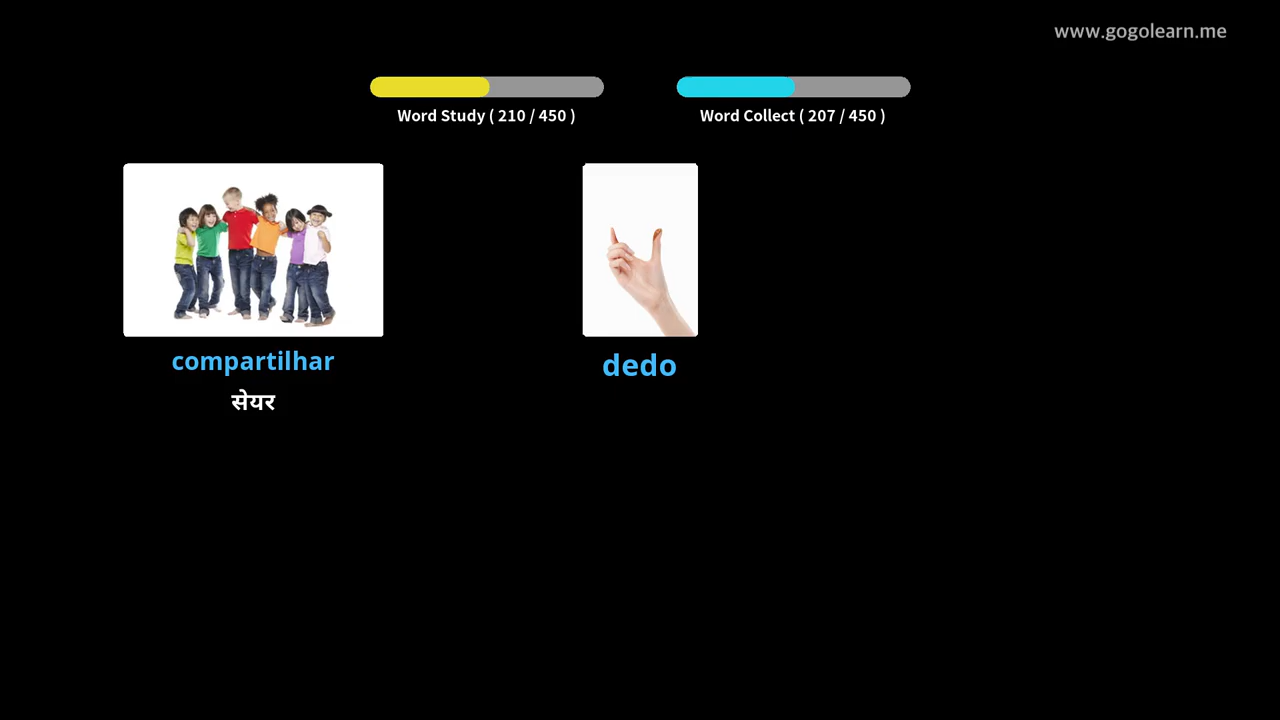 www.gogolearn.me
Word Study ( 210 / 450 )
Word Collect ( 207 / 450 )
compartilhar
सेयर
dedo